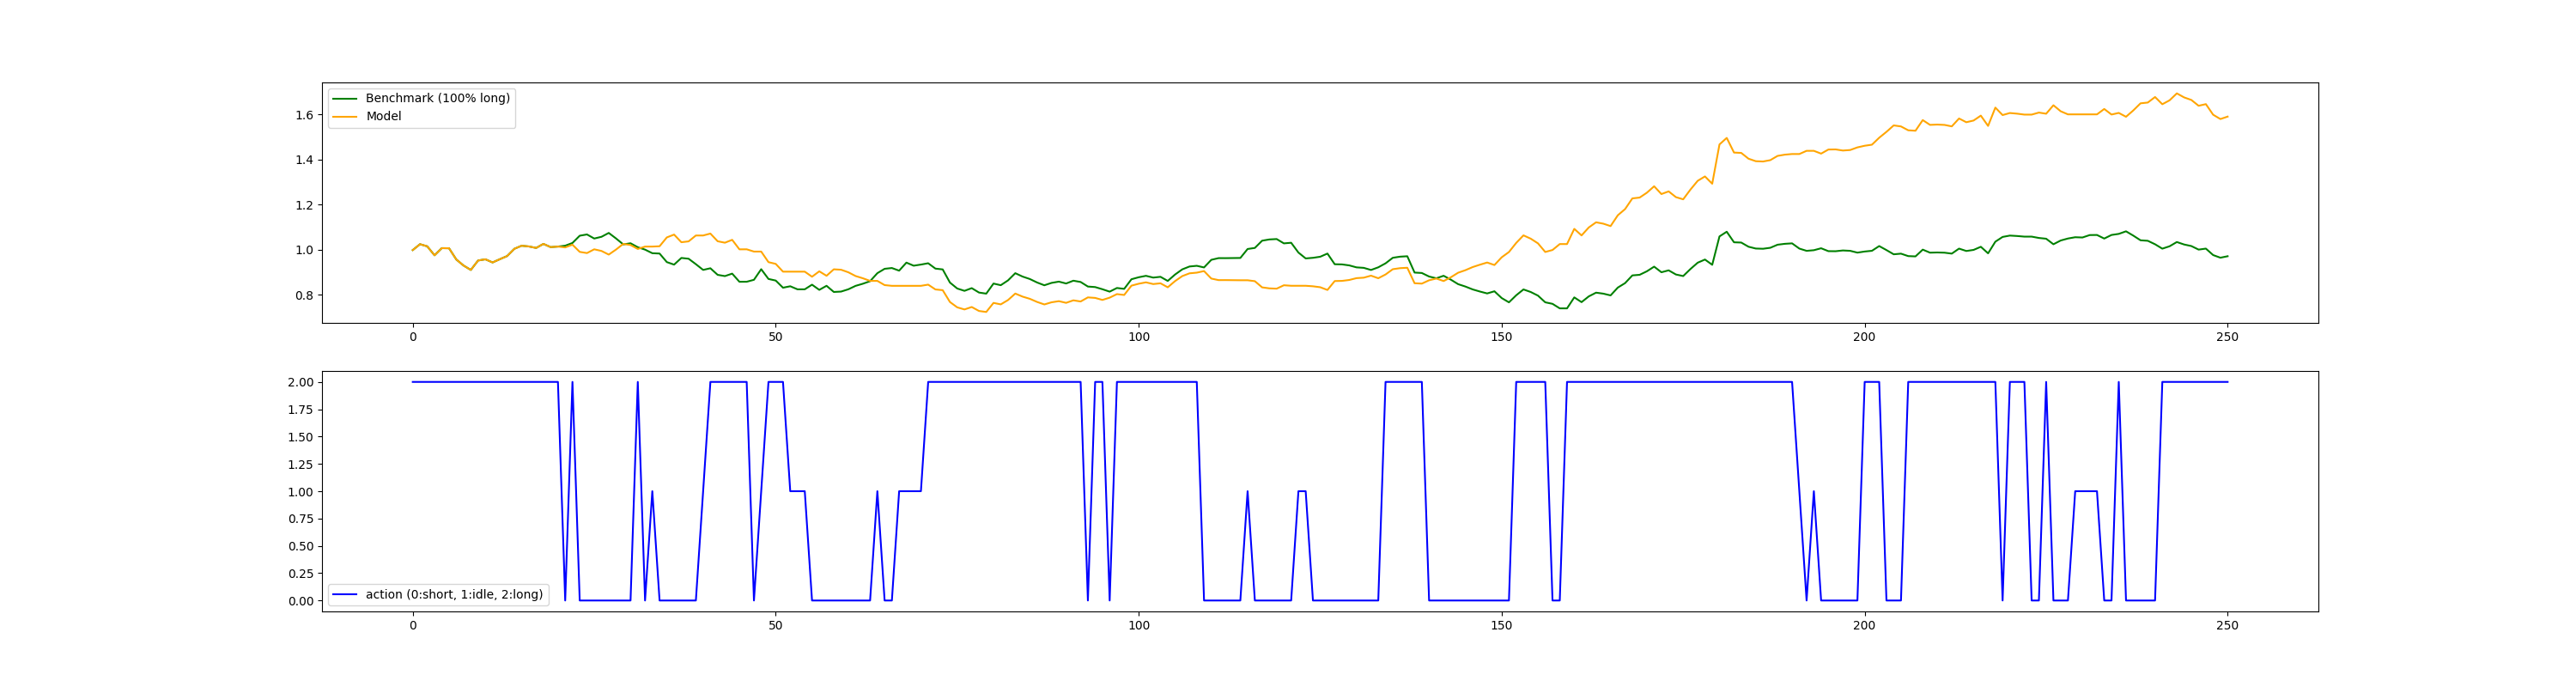 Benchmark (100% long)
Model
1.6
1.4
1.2
1.0
0.8
0 50 100 150 200 250
2.00
1.75
1.50
1.25
1.00
0.75
0.50
0.25
0.00
action (0:short, 1:idle, 2:long)
0 50 100 150 200 250